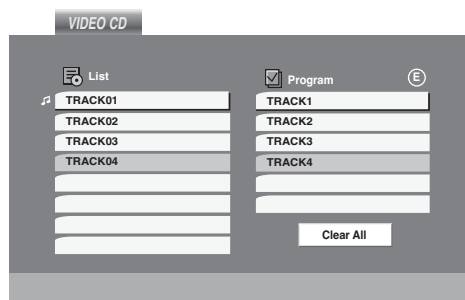 VIDEO CD
List
TRACK01
TRACK02
TRACK03
TRACK04
Program E
TRACK1
TRACK2
TRACK3
TRACK4
Clear All